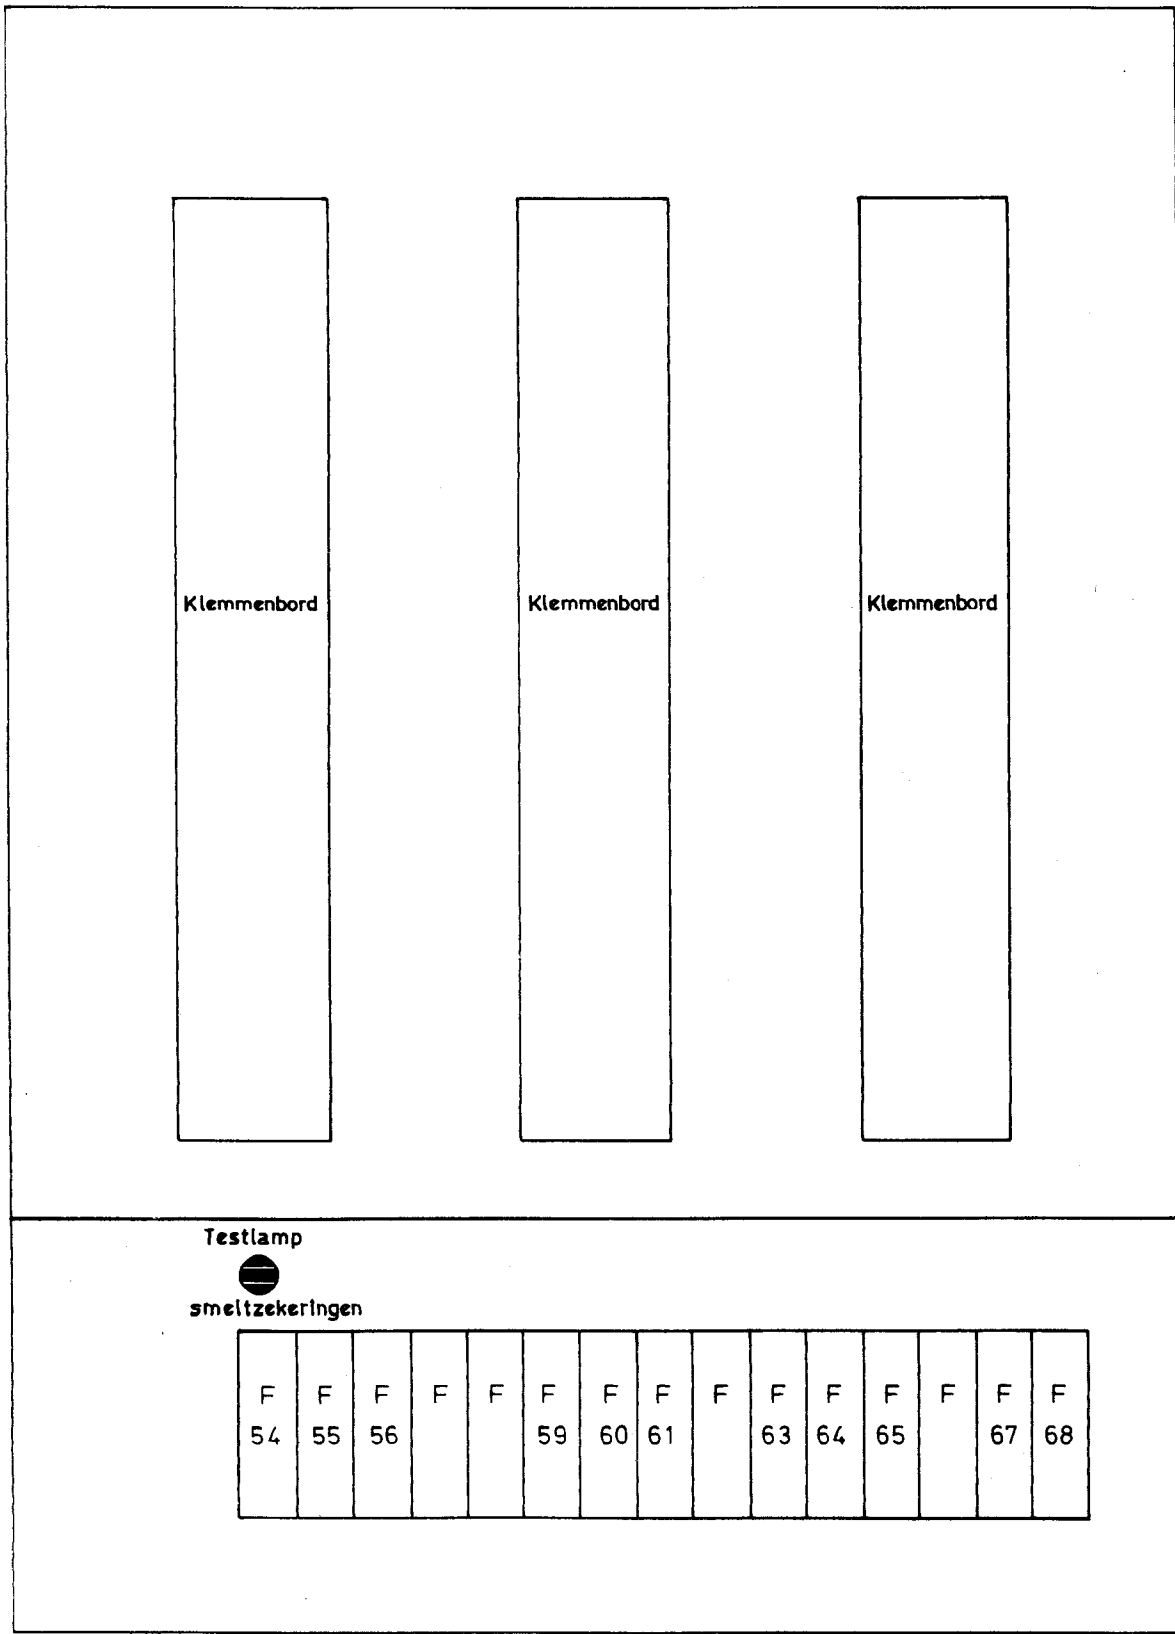 Klemmenbord Klemmenbord Klemmenbord
Testlamp
smeltzekeringen
F F F F F F F F F F F F F F F
54 55 56 59 60 61 63 64 65 67 68